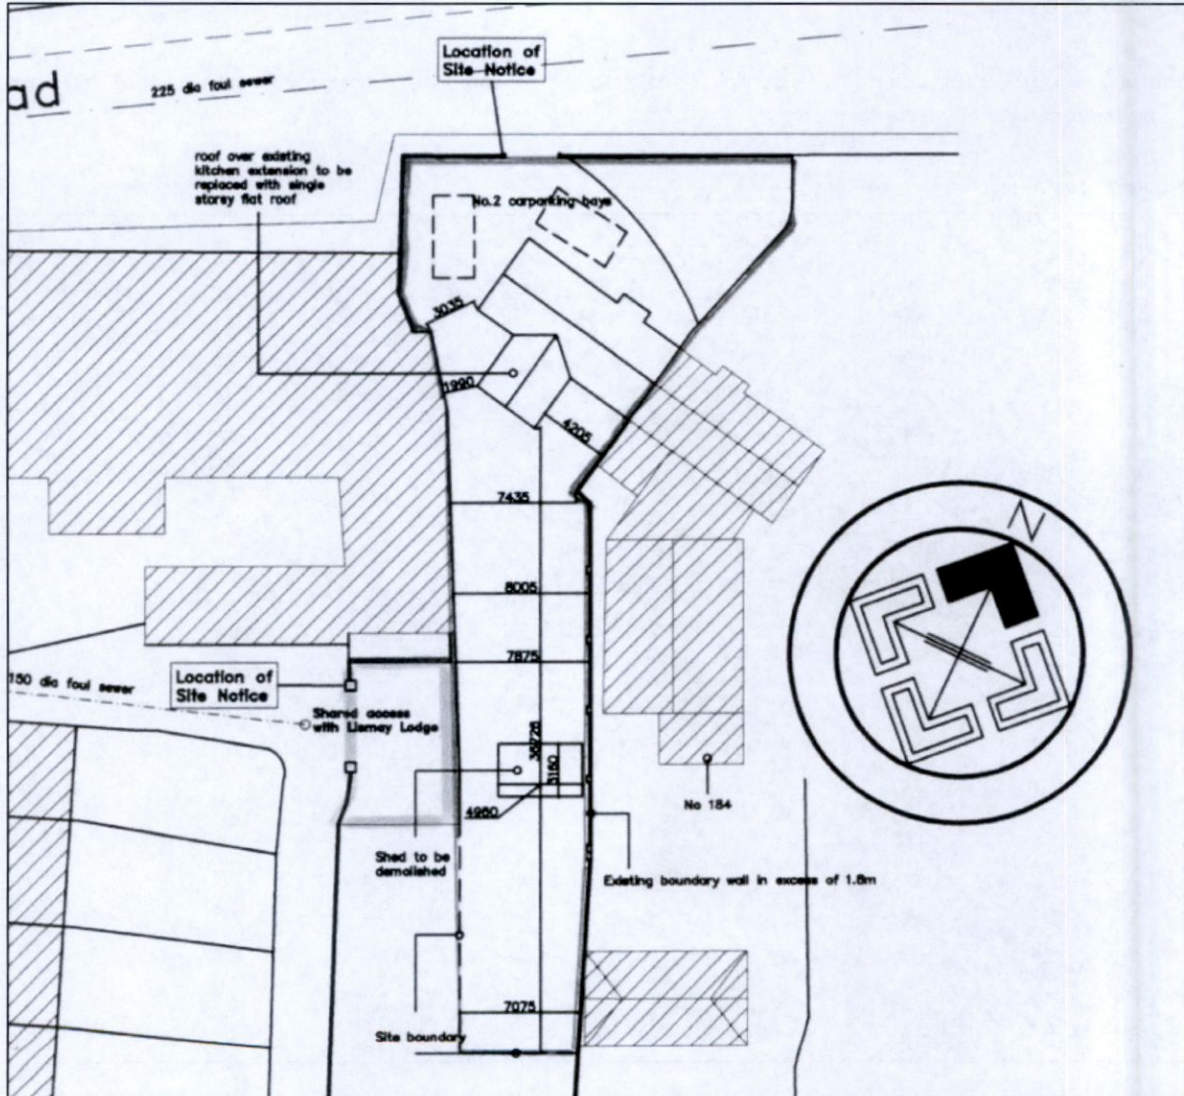 Location of
Site Notice
ad
225 dia foul sewer
roof over existing
kitchen extension to be
replaced with single
storey flat roof
No.2 carparking bays
3035
1990
4205
7435
N
8005
7875
Location of
Site Notice
150 dia foul sewer
Shared access
with Lismay Lodge
5160
4960
No 184
Shed to be
demolished
Existing boundary wall in excess of 1.8m
7075
Site boundary